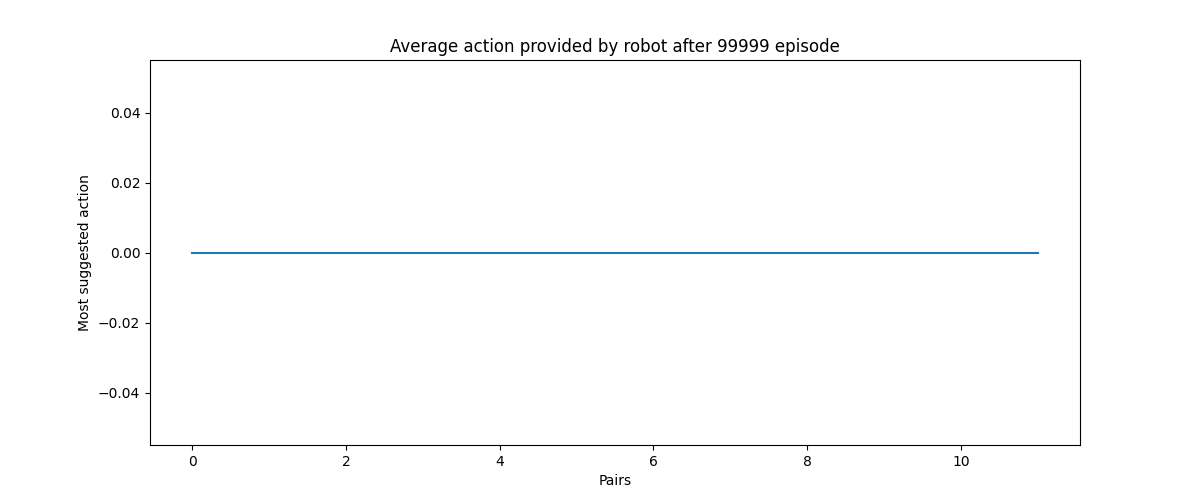 Average action provided by robot after 99999 episode
Most suggested action
0.04
0.02
0.00
−0.02
−0.04
0 2 4 6 8 10
Pairs